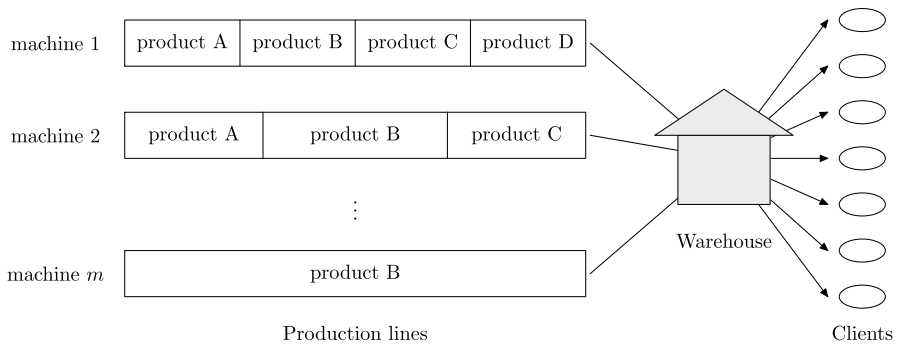 machine 1 product A product B product C product D
machine 2 product A product B product C
⋮
machine m product B
Warehouse
Production lines Clients